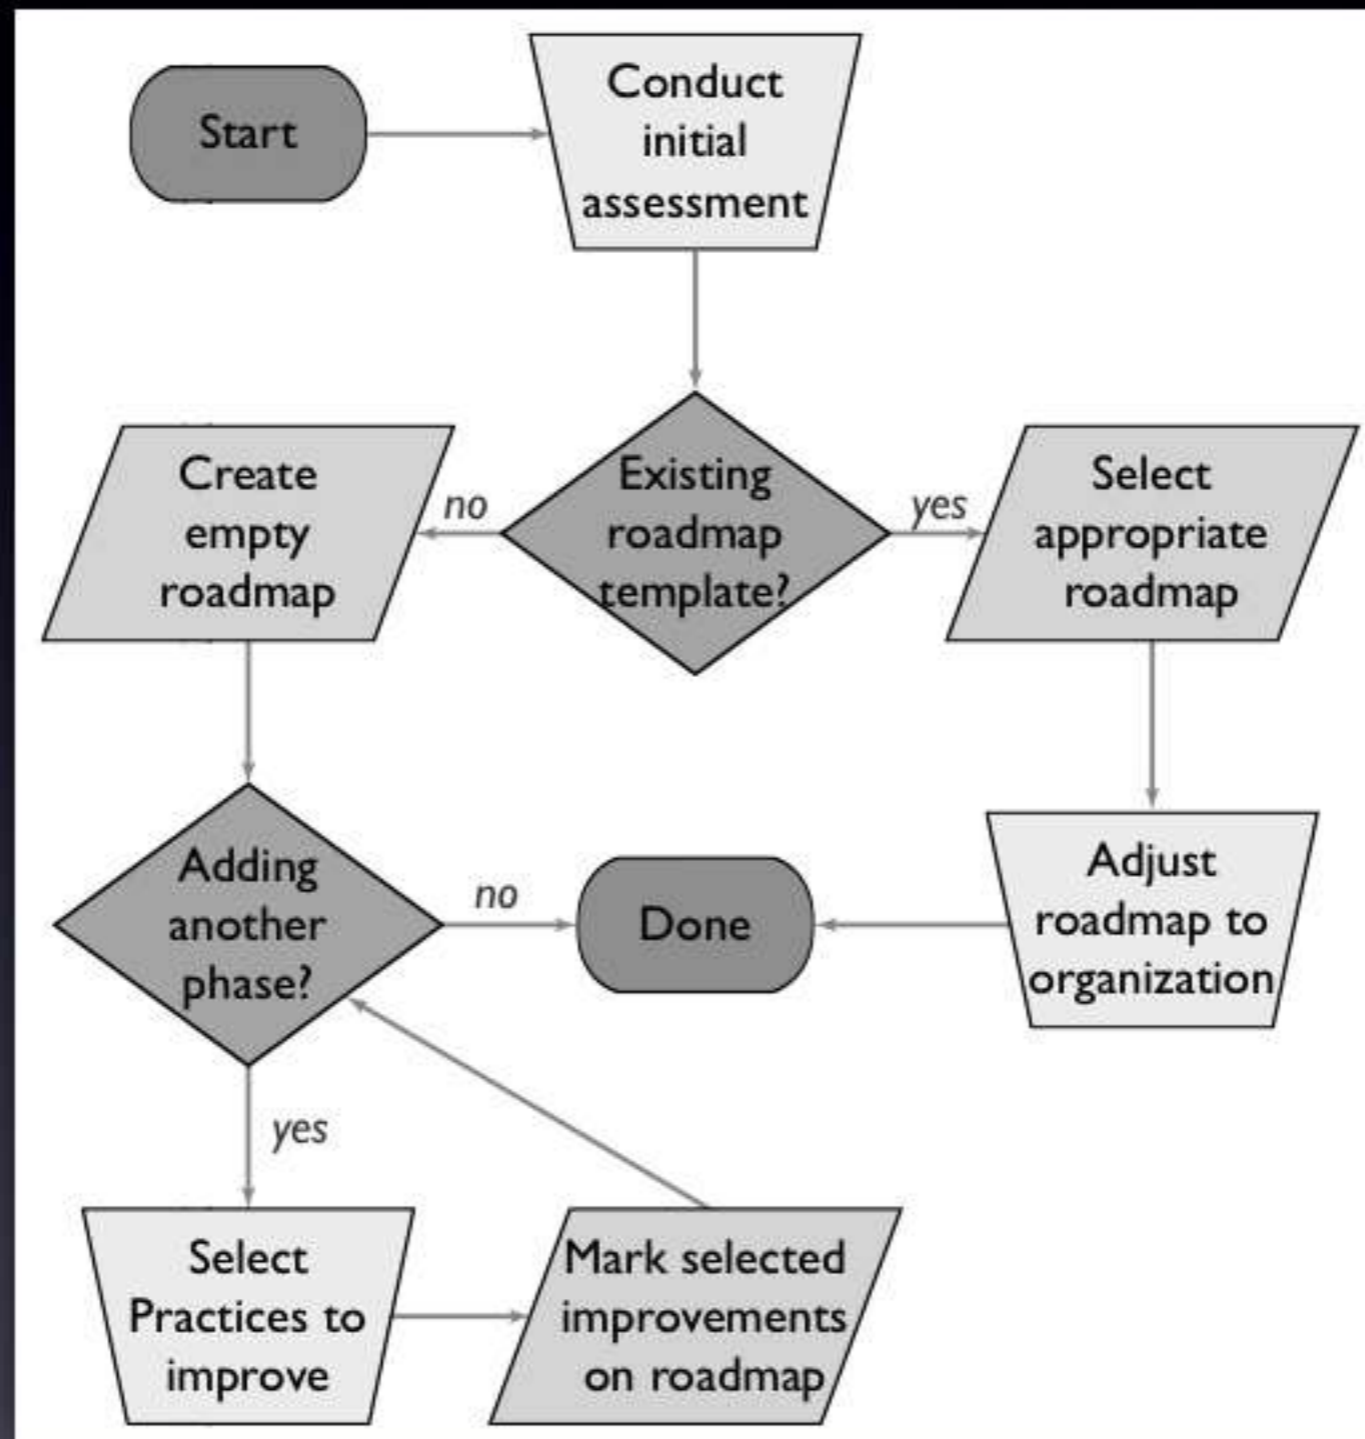 Start
Conduct
initial
assessment
Create
empty
roadmap
no
Existing
roadmap
template?
yes
Select
appropriate
roadmap
Adding
another
phase?
no
Done
Adjust
roadmap to
organization
yes
Select
Practices to
improve
Mark selected
improvements
on roadmap